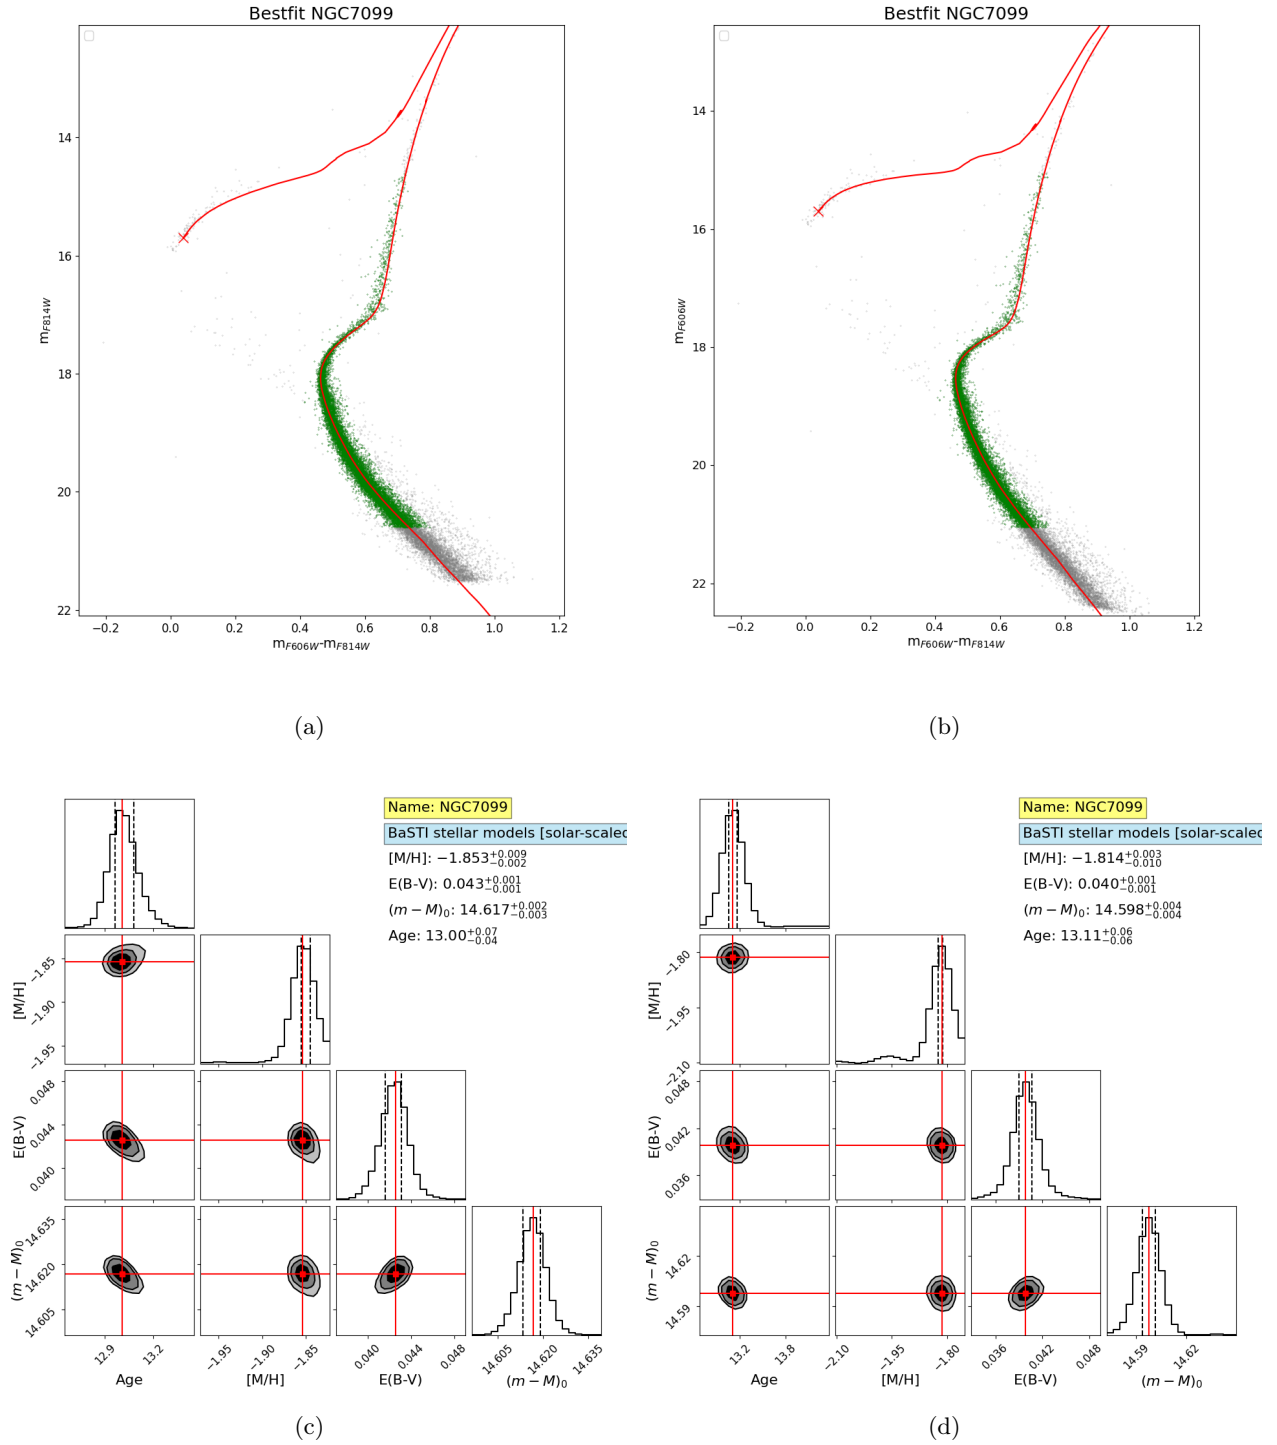 Bestfit NGC7099
14
16
18
20
22
m_F814W
−0.2 0.0 0.2 0.4 0.6 0.8 1.0 1.2
m_F606W-m_F814W
(a)
Bestfit NGC7099
14
16
18
20
22
m_F606W
−0.2 0.0 0.2 0.4 0.6 0.8 1.0 1.2
m_F606W-m_F814W
(b)
Name: NGC7099
BaSTI stellar models [solar-scaled
[M/H]: −1.853 +0.009 −0.002
E(B-V): 0.043 +0.001 −0.001
(m − M)₀: 14.617 +0.002 −0.003
Age: 13.00 +0.07 −0.04
[M/H]
−1.85
−1.90
−1.95
E(B-V)
0.048
0.044
0.040
(m − M)₀
14.635
14.620
14.605
12.9 13.2
Age
−1.95 −1.90 −1.85
[M/H]
0.040 0.044 0.048
E(B-V)
14.605 14.620 14.635
(m − M)₀
(c)
Name: NGC7099
BaSTI stellar models [solar-scaled
[M/H]: −1.814 +0.003 −0.010
E(B-V): 0.040 +0.001 −0.001
(m − M)₀: 14.598 +0.004 −0.004
Age: 13.11 +0.06 −0.06
[M/H]
−1.80
−1.95
−2.10
E(B-V)
0.048
0.042
0.036
(m − M)₀
14.62
14.59
13.2 13.8
Age
−2.10 −1.95 −1.80
[M/H]
0.036 0.042 0.048
E(B-V)
14.59 14.62
(m − M)₀
(d)